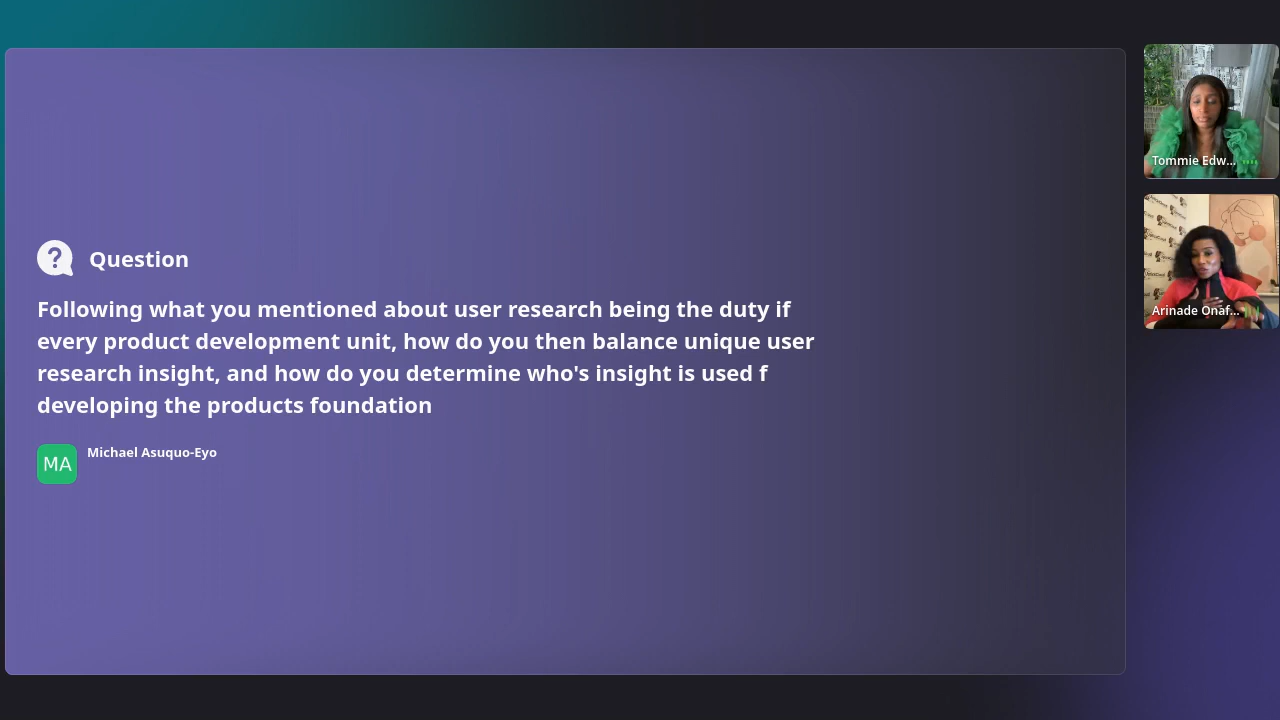 Question
Following what you mentioned about user research being the duty if
every product development unit, how do you then balance unique user
research insight, and how do you determine who's insight is used f
developing the products foundation
MA
Michael Asuquo-Eyo
Tommie Edw...
Arinade Onaf...